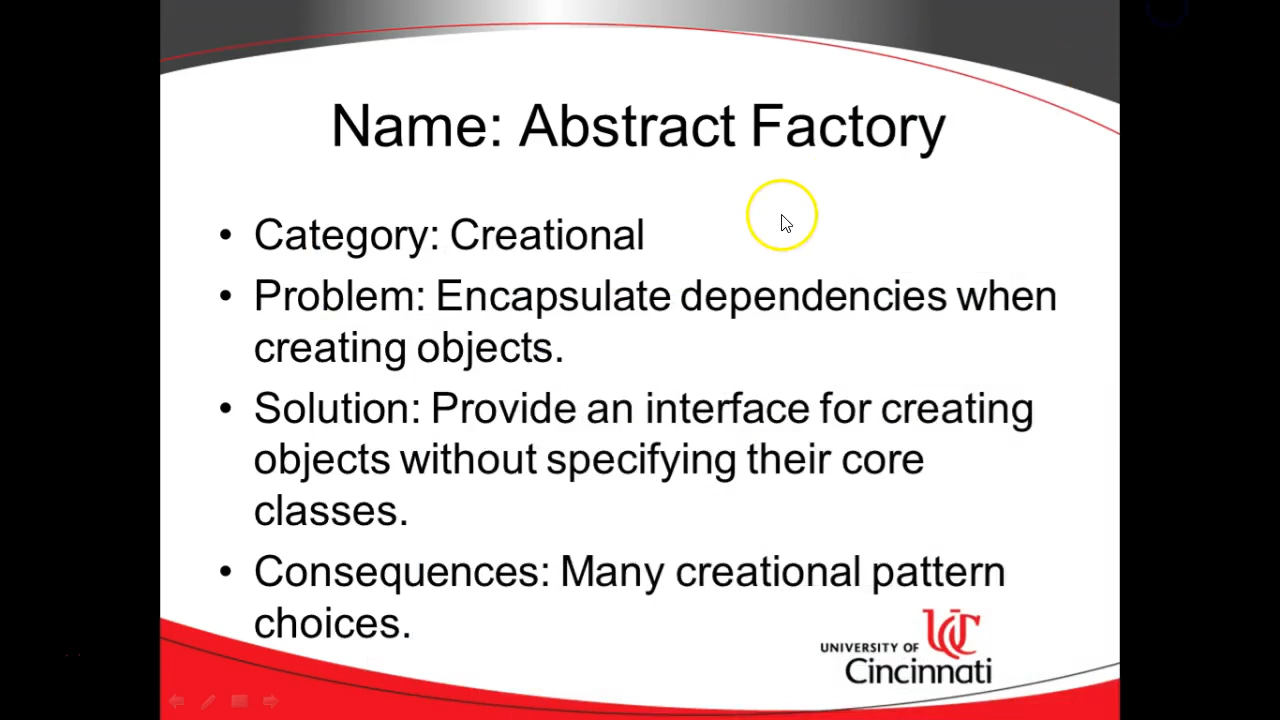 Name: Abstract Factory
• Category: Creational
• Problem: Encapsulate dependencies when
creating objects.
• Solution: Provide an interface for creating
objects without specifying their core
classes.
• Consequences: Many creational pattern
choices.
UC
UNIVERSITY OF
Cincinnati